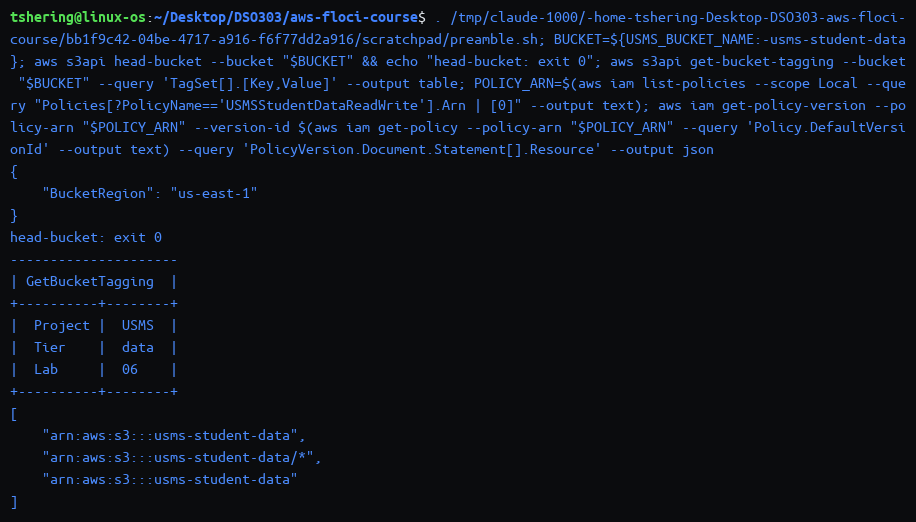 tshering@linux-os:~/Desktop/DSO303/aws-floci-course$ . /tmp/claude-1000/-home-tshering-Desktop-DSO303-aws-floci-
course/bb1f9c42-04be-4717-a916-f6f77dd2a916/scratchpad/preamble.sh; BUCKET=${USMS_BUCKET_NAME:-usms-student-data
}; aws s3api head-bucket --bucket "$BUCKET" && echo "head-bucket: exit 0"; aws s3api get-bucket-tagging --bucket
 "$BUCKET" --query 'TagSet[].[Key,Value]' --output table; POLICY_ARN=$(aws iam list-policies --scope Local --que
ry "Policies[?PolicyName=='USMSStudentDataReadWrite'].Arn | [0]" --output text); aws iam get-policy-version --po
licy-arn "$POLICY_ARN" --version-id $(aws iam get-policy --policy-arn "$POLICY_ARN" --query 'Policy.DefaultVersi
onId' --output text) --query 'PolicyVersion.Document.Statement[].Resource' --output json
{
    "BucketRegion": "us-east-1"
}
head-bucket: exit 0
---------------------
| GetBucketTagging  |
+----------+--------+
|  Project |  USMS  |
|  Tier    |  data  |
|  Lab     |  06    |
+----------+--------+
[
    "arn:aws:s3:::usms-student-data",
    "arn:aws:s3:::usms-student-data/*",
    "arn:aws:s3:::usms-student-data"
]